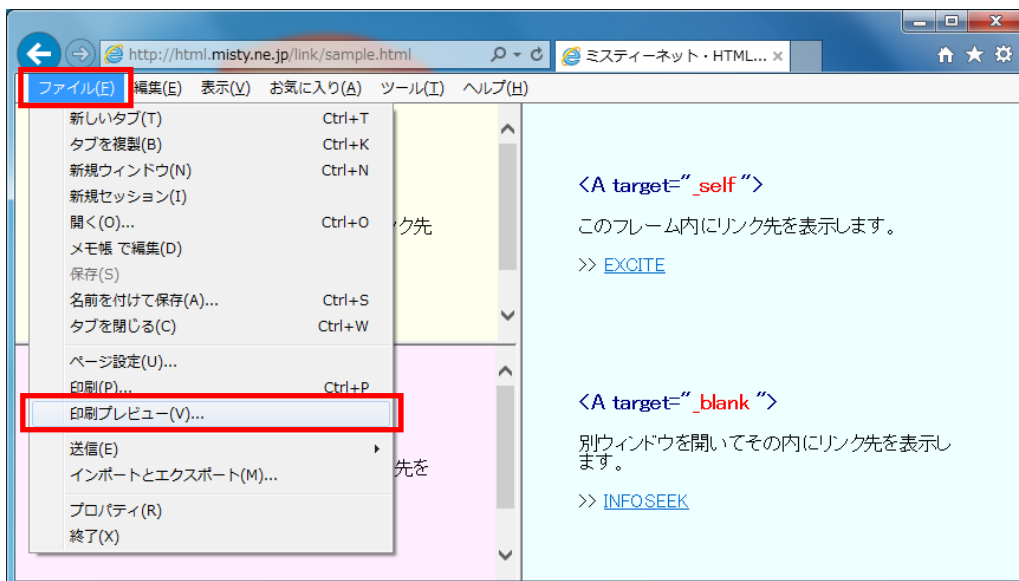 http://html.misty.ne.jp/link/sample.html
ミスティーネット・HTML...
ファイル(F) 編集(E) 表示(V) お気に入り(A) ツール(T) ヘルプ(H)
新しいタブ(T) Ctrl+T
タブを複製(B) Ctrl+K
新規ウィンドウ(N) Ctrl+N
新規セッション(I)
開く(O)... Ctrl+O
メモ帳 で編集(D)
保存(S)
名前を付けて保存(A)... Ctrl+S
タブを閉じる(C) Ctrl+W
ページ設定(U)...
印刷(P)... Ctrl+P
印刷プレビュー(V)...
送信(E)
インポートとエクスポート(M)...
プロパティ(R)
終了(X)
ク先
先を
<A target="_self ">
このフレーム内にリンク先を表示します。
>> EXCITE
<A target="_blank ">
別ウィンドウを開いてその内にリンク先を表示し
ます。
>> INFOSEEK